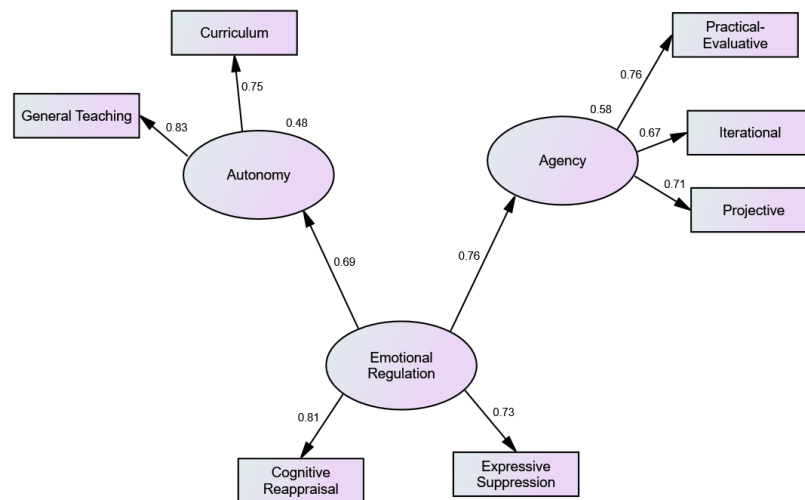 Curriculum
Practical-
Evaluative
0.75
0.76
General Teaching
0.83
0.48
0.58
0.67
Iterational
Autonomy
Agency
0.71
Projective
0.69
0.76
Emotional
Regulation
0.81
0.73
Cognitive
Reappraisal
Expressive
Suppression